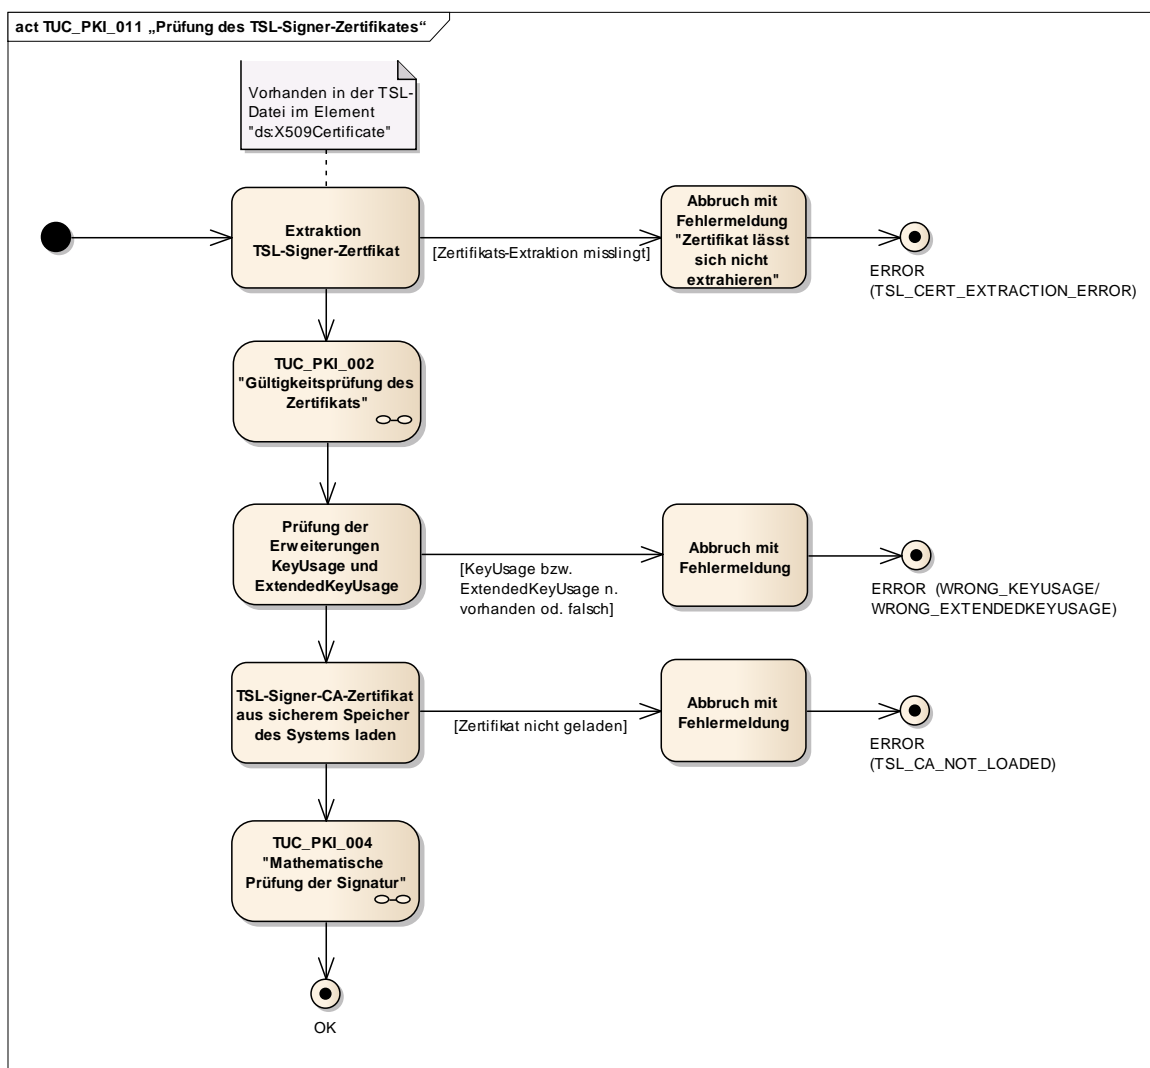 act TUC_PKI_011 „Prüfung des TSL-Signer-Zertifikates“
Vorhanden in der TSL-
Datei im Element
"ds:X509Certificate"
Extraktion
TSL-Signer-Zertfikat
[Zertifikats-Extraktion misslingt]
Abbruch mit
Fehlermeldung
"Zertifikat lässt
sich nicht
extrahieren"
ERROR
(TSL_CERT_EXTRACTION_ERROR)
TUC_PKI_002
"Gültigkeitsprüfung des
Zertifikats"
Prüfung der
Erweiterungen
KeyUsage und
ExtendedKeyUsage
[KeyUsage bzw.
ExtendedKeyUsage n.
vorhanden od. falsch]
Abbruch mit
Fehlermeldung
ERROR (WRONG_KEYUSAGE/
WRONG_EXTENDEDKEYUSAGE)
TSL-Signer-CA-Zertifikat
aus sicherem Speicher
des Systems laden
[Zertifikat nicht geladen]
Abbruch mit
Fehlermeldung
ERROR
(TSL_CA_NOT_LOADED)
TUC_PKI_004
"Mathematische
Prüfung der Signatur"
OK